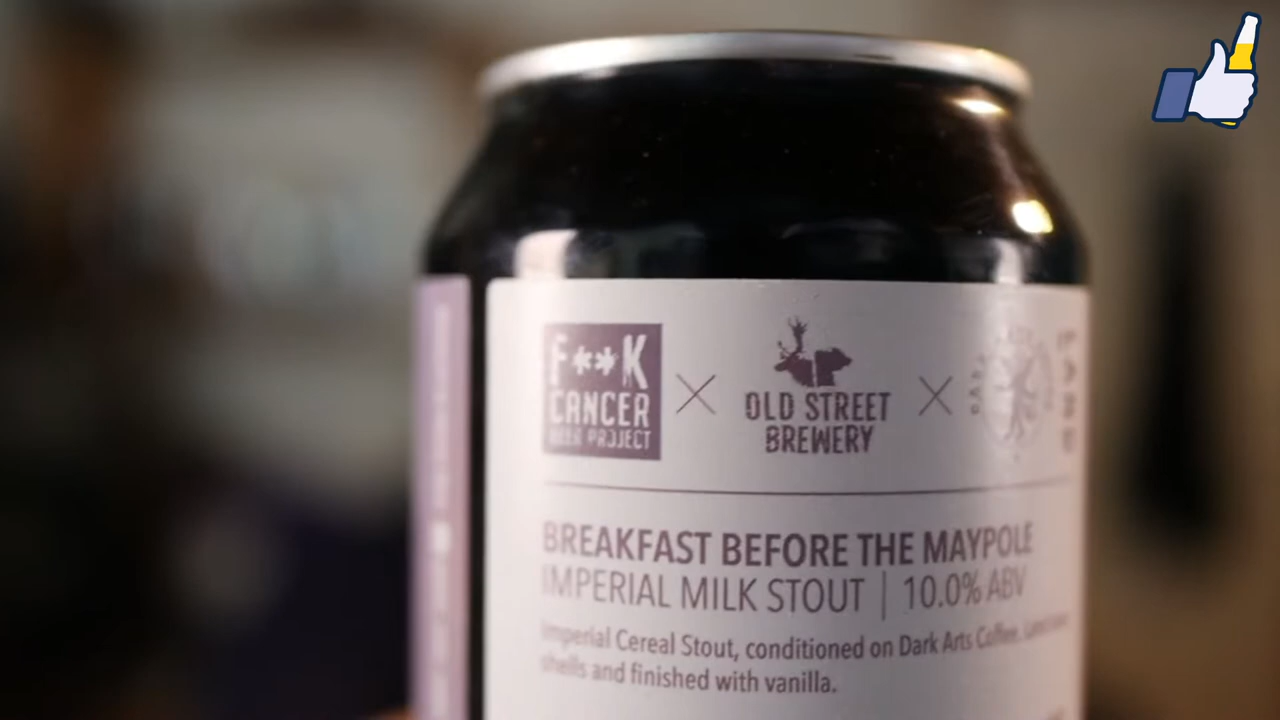 F**K
CANCER
BEER PROJECT
OLD STREET
BREWERY
BREAKFAST BEFORE THE MAYPOLE
IMPERIAL MILK STOUT | 10.0% ABV
Imperial Cereal Stout, conditioned on Dark Arts Coffee,
shells and finished with vanilla.